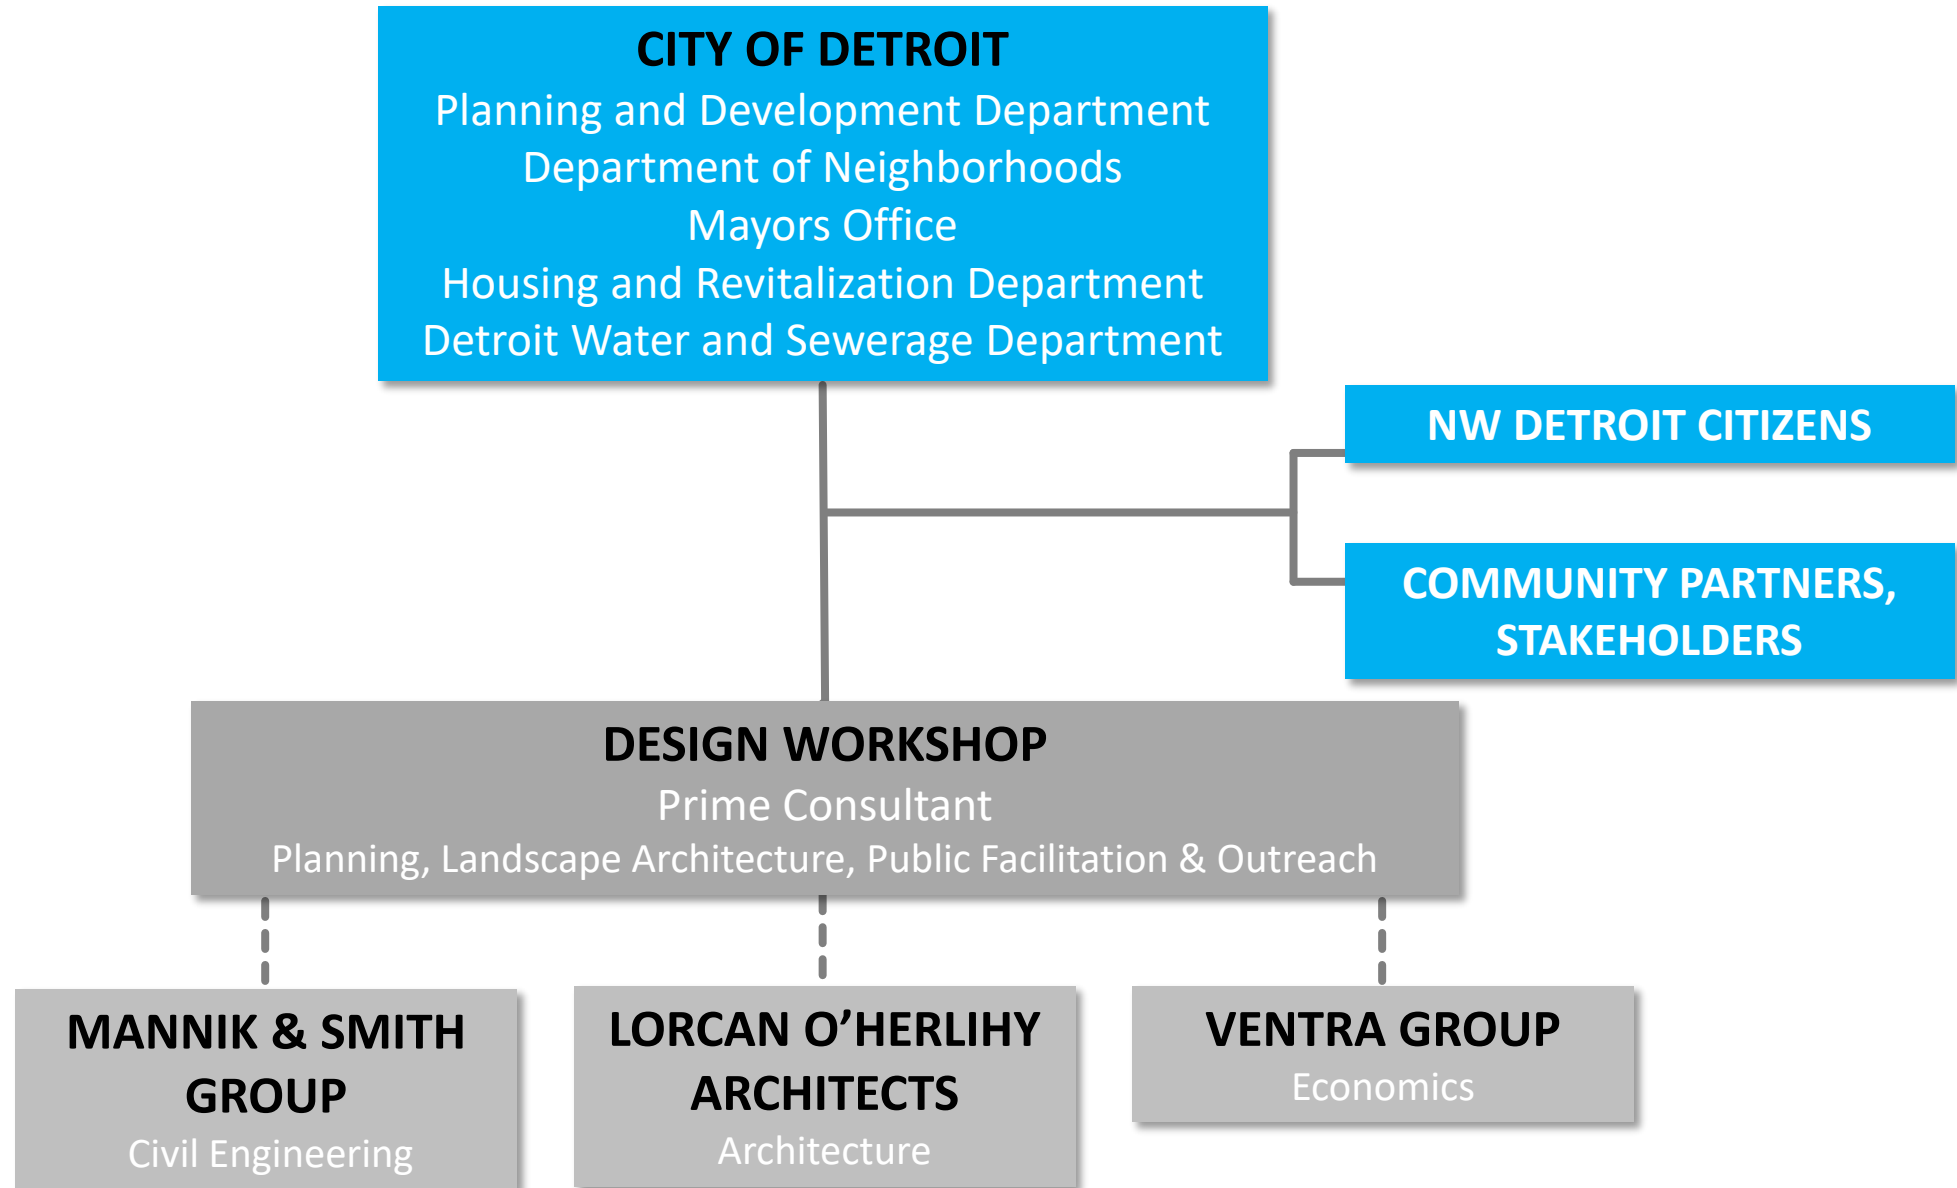 CITY OF DETROIT
Planning and Development Department
Department of Neighborhoods
Mayors Office
Housing and Revitalization Department
Detroit Water and Sewerage Department
NW DETROIT CITIZENS
COMMUNITY PARTNERS,
STAKEHOLDERS
DESIGN WORKSHOP
Prime Consultant
Planning, Landscape Architecture, Public Facilitation & Outreach
MANNIK & SMITH
GROUP
Civil Engineering
LORCAN O’HERLIHY
ARCHITECTS
Architecture
VENTRA GROUP
Economics